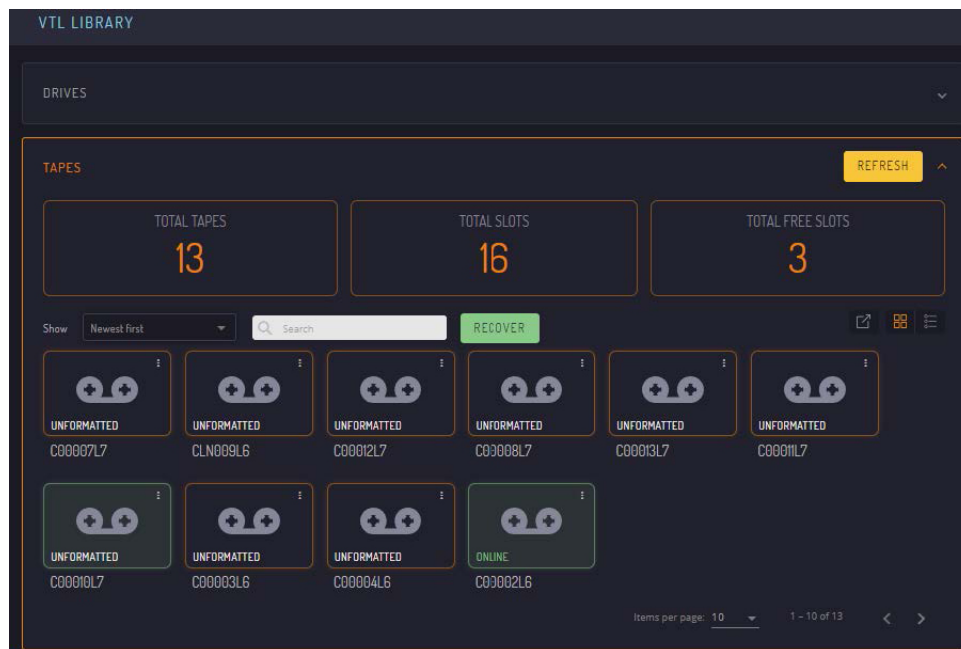 VTL LIBRARY
DRIVES
TAPES
REFRESH
TOTAL TAPES
TOTAL SLOTS
TOTAL FREE SLOTS
13
16
3
Show
Newest first
Search
RECOVER
UNFORMATTED
UNFORMATTED
UNFORMATTED
UNFORMATTED
UNFORMATTED
UNFORMATTED
C00007L7
CLN009L6
C00012L7
C00008L7
C00013L7
C00011L7
UNFORMATTED
UNFORMATTED
UNFORMATTED
ONLINE
C00010L7
C00003L6
C00004L6
C00002L6
Items per page: 10
1 – 10 of 13